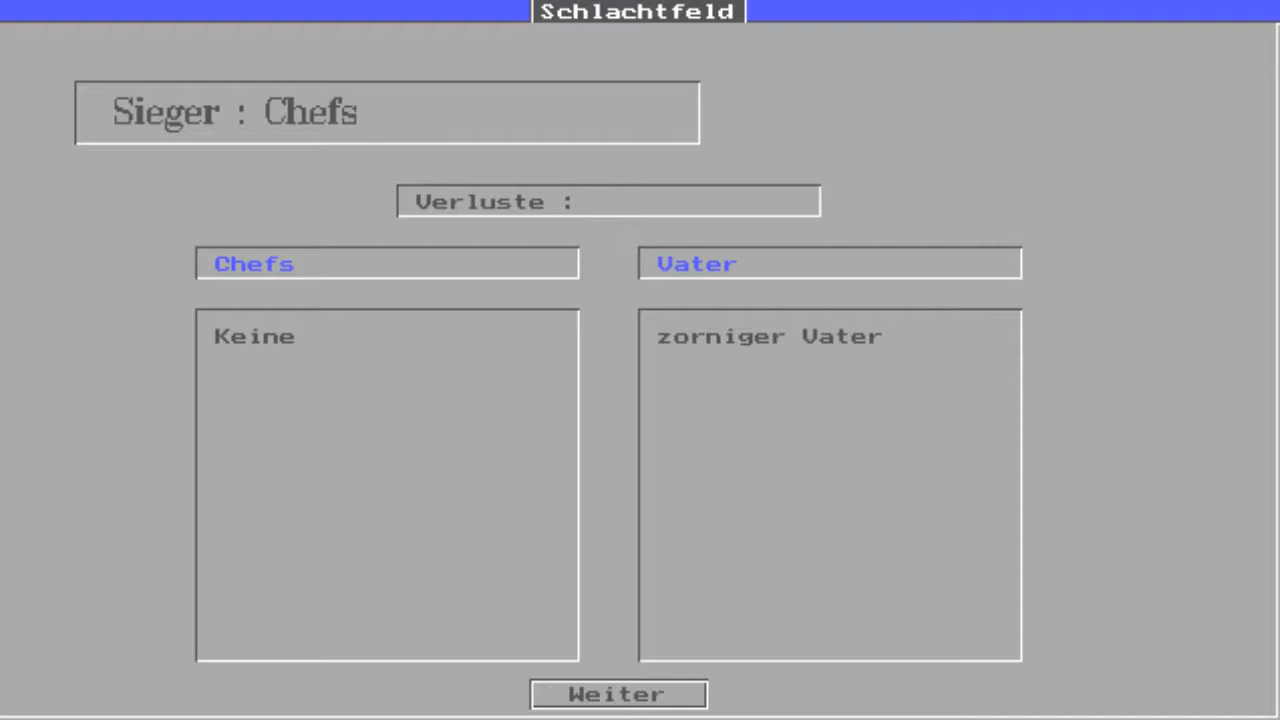 Schlachtfeld
Sieger : Chefs
Verluste :
Chefs
Vater
Keine
zorniger Vater
Weiter